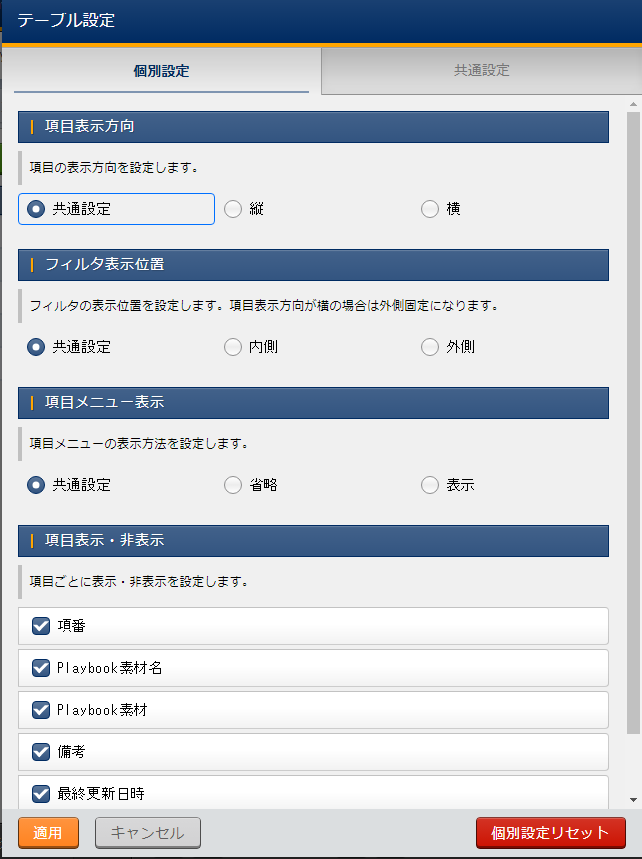 テーブル設定
個別設定
共通設定
項目表示方向
項目の表示方向を設定します。
共通設定
縦
横
フィルタ表示位置
フィルタの表示位置を設定します。項目表示方向が横の場合は外側固定になります。
共通設定
内側
外側
項目メニュー表示
項目メニューの表示方法を設定します。
共通設定
省略
表示
項目表示・非表示
項目ごとに表示・非表示を設定します。
項番
Playbook素材名
Playbook素材
備考
最終更新日時
適用
キャンセル
個別設定リセット